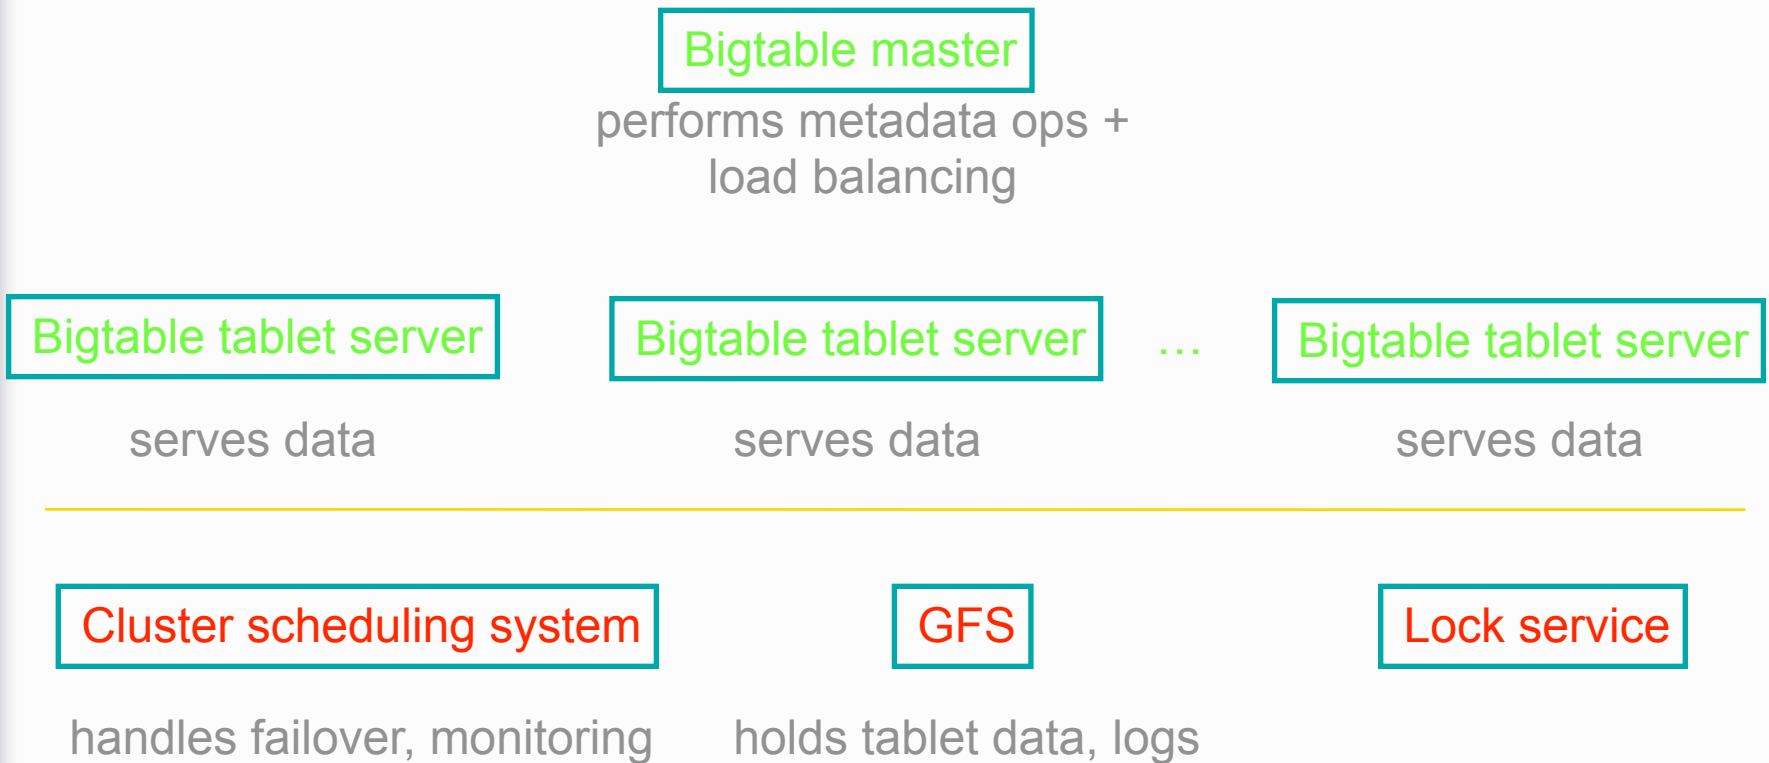 Bigtable master
performs metadata ops +
load balancing
Bigtable tablet server
Bigtable tablet server
…
Bigtable tablet server
serves data
serves data
serves data
Cluster scheduling system
GFS
Lock service
handles failover, monitoring
holds tablet data, logs